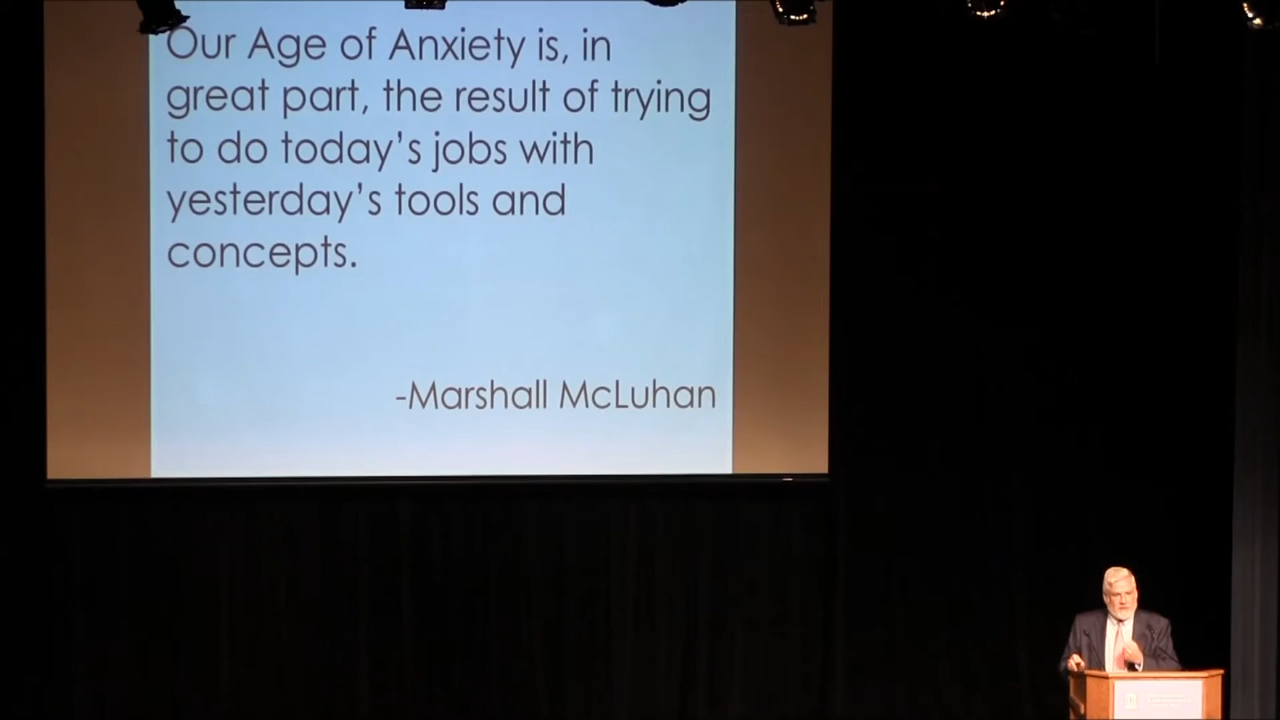 Our Age of Anxiety is, in
great part, the result of trying
to do today's jobs with
yesterday's tools and
concepts.
-Marshall McLuhan